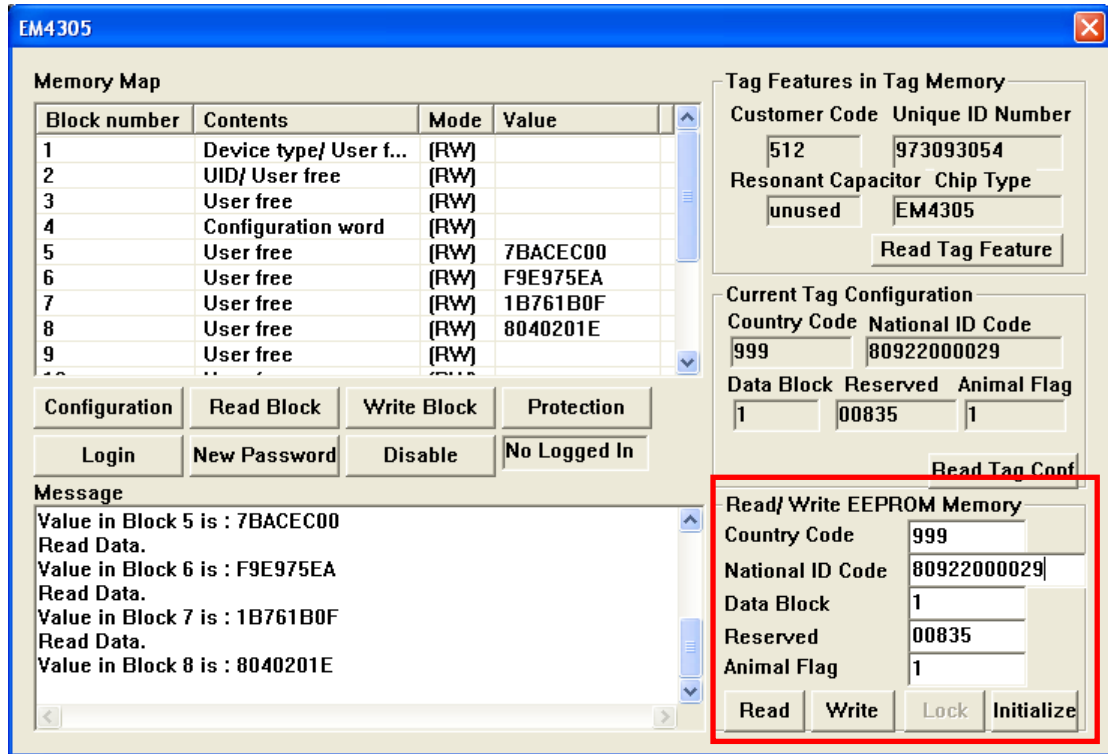 EM4305
Memory Map
Block number Contents Mode Value
1 Device type/ User f... (RW)
2 UID/ User free (RW)
3 User free (RW)
4 Configuration word (RW)
5 User free (RW) 7BACEC00
6 User free (RW) F9E975EA
7 User free (RW) 1B761B0F
8 User free (RW) 8040201E
9 User free (RW)
Configuration Read Block Write Block Protection
Login New Password Disable No Logged In
Message
Value in Block 5 is : 7BACEC00
Read Data.
Value in Block 6 is : F9E975EA
Read Data.
Value in Block 7 is : 1B761B0F
Read Data.
Value in Block 8 is : 8040201E
Tag Features in Tag Memory
Customer Code Unique ID Number
512 973093054
Resonant Capacitor Chip Type
unused EM4305
Read Tag Feature
Current Tag Configuration
Country Code National ID Code
999 80922000029
Data Block Reserved Animal Flag
1 00835 1
Read Tag Conf
Read/ Write EEPROM Memory
Country Code 999
National ID Code 80922000029
Data Block 1
Reserved 00835
Animal Flag 1
Read Write Lock Initialize